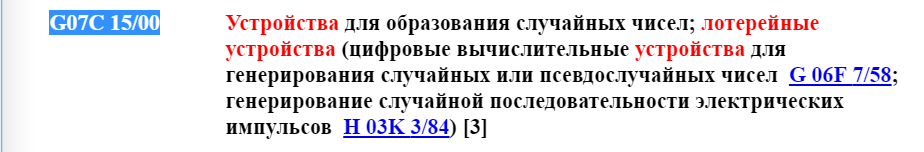 G07C 15/00 Устройства для образования случайных чисел; лотерейные
устройства (цифровые вычислительные устройства для
генерирования случайных или псевдослучайных чисел G 06F 7/58;
генерирование случайной последовательности электрических
импульсов H 03K 3/84) [3]